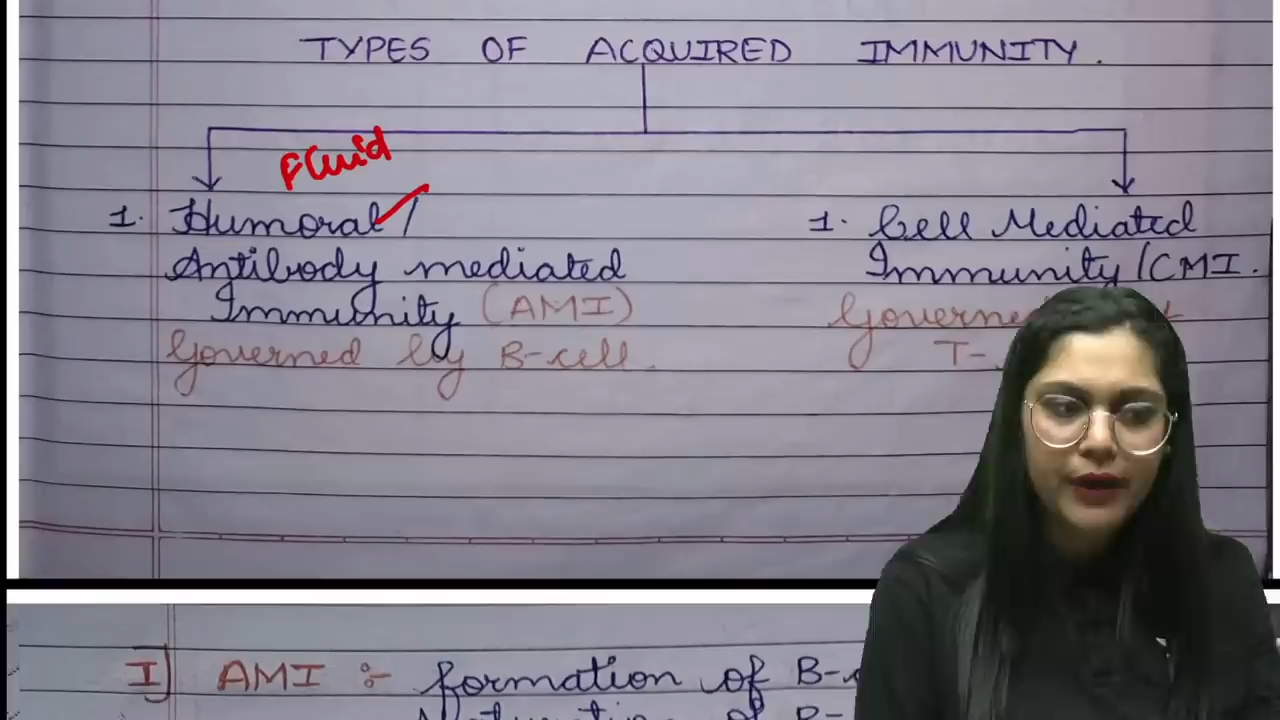 TYPES OF ACQUIRED IMMUNITY.
Fluid
1. Humoral /
Antibody mediated
Immunity (AMI)
Governed by B-cell.
1. Cell Mediated
Immunity /CMI.
T-
I] AMI :- formation of B-